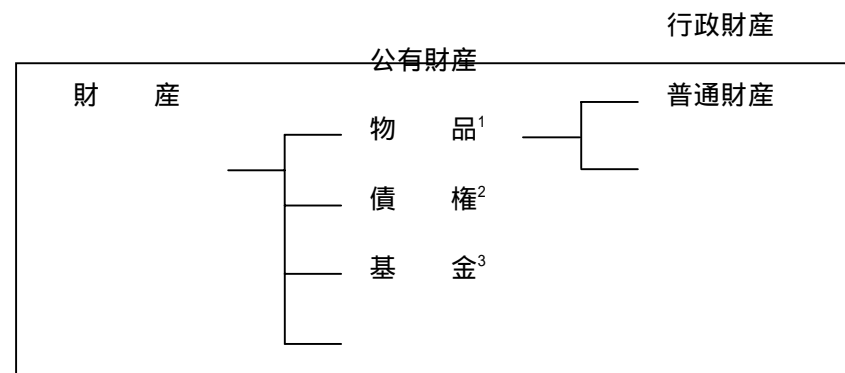 行政財産
公有財産
財　　産　　　　　　　　普通財産
物　　品¹
債　　権²
基　　金³